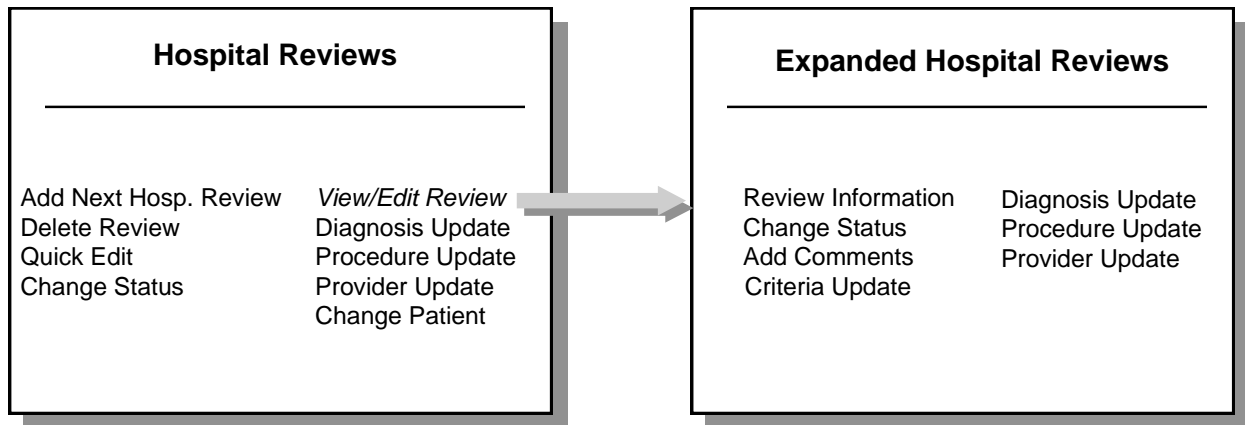 Hospital Reviews
Add Next Hosp. Review
Delete Review
Quick Edit
Change Status
View/Edit Review
Diagnosis Update
Procedure Update
Provider Update
Change Patient
Expanded Hospital Reviews
Review Information
Change Status
Add Comments
Criteria Update
Diagnosis Update
Procedure Update
Provider Update